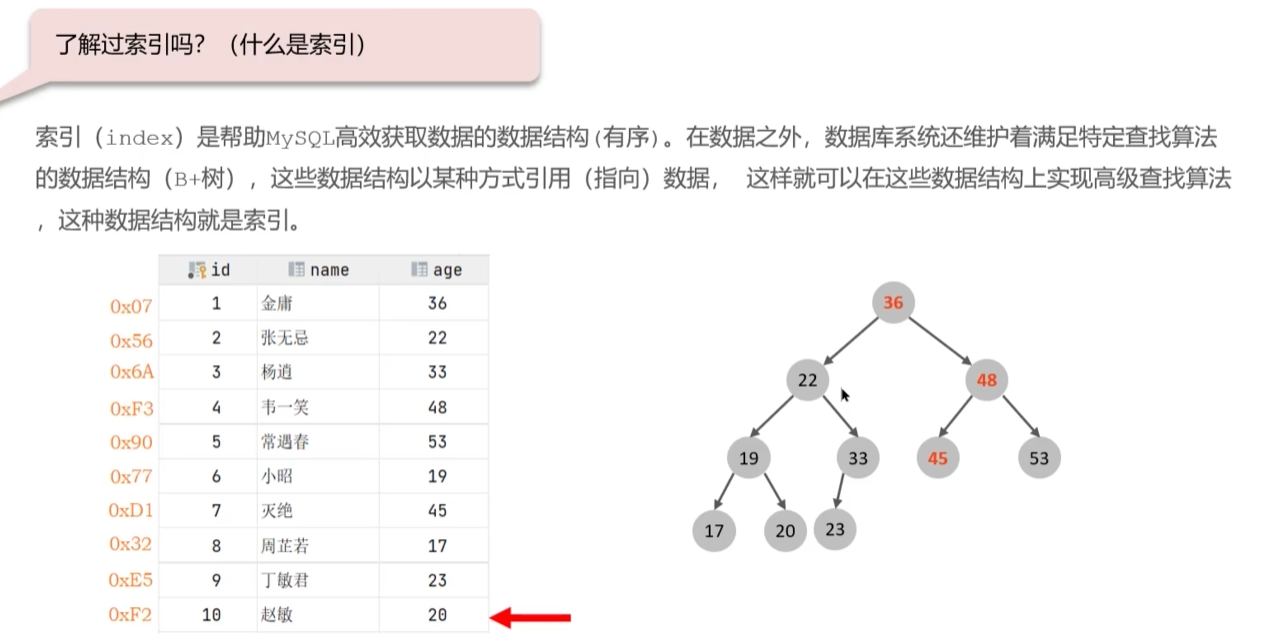 了解过索引吗？（什么是索引）
索引（index）是帮助MySQL高效获取数据的数据结构(有序)。在数据之外，数据库系统还维护着满足特定查找算法
的数据结构（B+树），这些数据结构以某种方式引用（指向）数据， 这样就可以在这些数据结构上实现高级查找算法
，这种数据结构就是索引。
id name age
0x07 1 金庸 36
0x56 2 张无忌 22
0x6A 3 杨逍 33
0xF3 4 韦一笑 48
0x90 5 常遇春 53
0x77 6 小昭 19
0xD1 7 灭绝 45
0x32 8 周芷若 17
0xE5 9 丁敏君 23
0xF2 10 赵敏 20
36
22 48
19 33 45 53
17 20 23